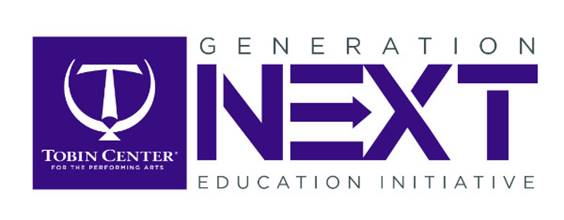 TOBIN CENTER®
FOR THE PERFORMING ARTS
GENERATION
NEXT
EDUCATION INITIATIVE